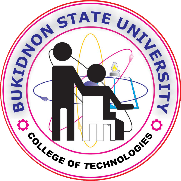 BUKIDNON STATE UNIVERSITY
COLLEGE OF TECHNOLOGIES